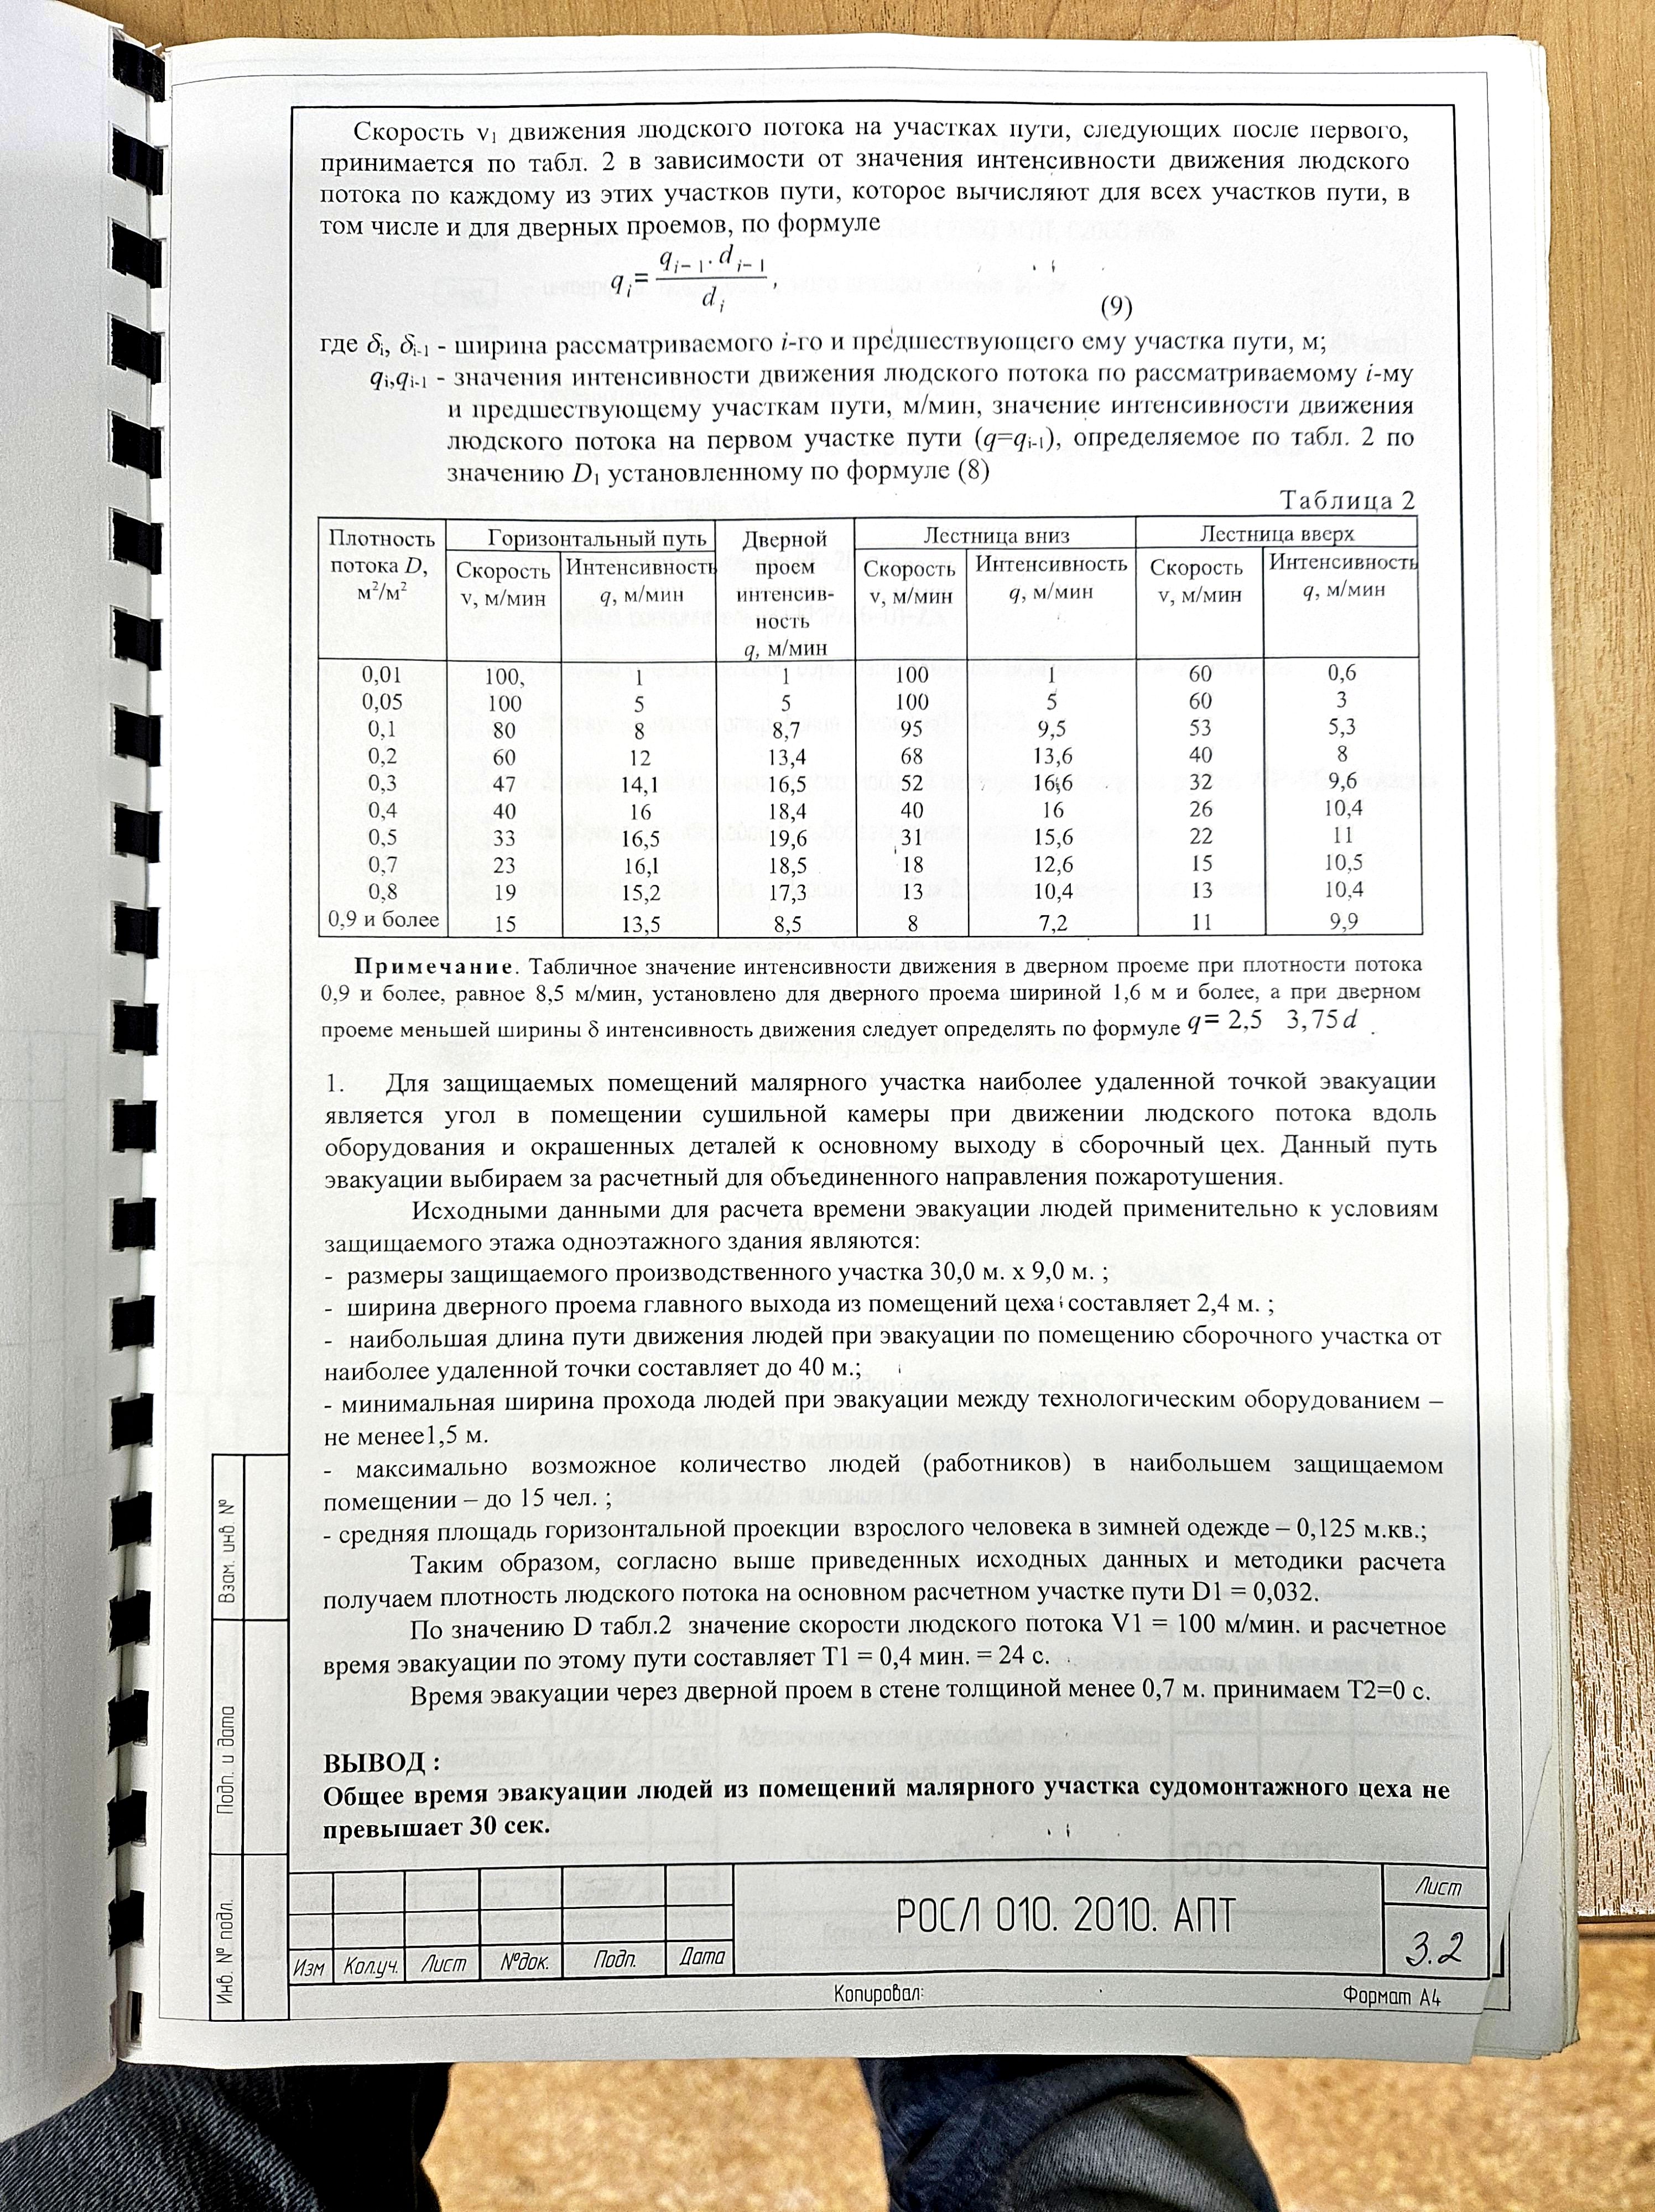 Скорость v₁ движения людского потока на участках пути, следующих после первого,
принимается по табл. 2 в зависимости от значения интенсивности движения людского
потока по каждому из этих участков пути, которое вычисляют для всех участков пути, в
том числе и для дверных проемов, по формуле
qᵢ= qᵢ₋₁·dᵢ₋₁ / dᵢ ,
(9)
где δᵢ, δᵢ₋₁ - ширина рассматриваемого i-го и предшествующего ему участка пути, м;
qᵢ,qᵢ₋₁ - значения интенсивности движения людского потока по рассматриваемому i-му
и предшествующему участкам пути, м/мин, значение интенсивности движения
людского потока на первом участке пути (q=qᵢ₋₁), определяемое по табл. 2 по
значению D₁ установленному по формуле (8)
Таблица 2
Плотность потока D, м²/м² Горизонтальный путь Дверной проем интенсив-ность q, м/мин Лестница вниз Лестница вверх
Скорость v, м/мин Интенсивность q, м/мин Скорость v, м/мин Интенсивность q, м/мин Скорость v, м/мин Интенсивность q, м/мин
0,01 100, 1 1 100 1 60 0,6
0,05 100 5 5 100 5 60 3
0,1 80 8 8,7 95 9,5 53 5,3
0,2 60 12 13,4 68 13,6 40 8
0,3 47 14,1 16,5 52 16,6 32 9,6
0,4 40 16 18,4 40 16 26 10,4
0,5 33 16,5 19,6 31 15,6 22 11
0,7 23 16,1 18,5 18 12,6 15 10,5
0,8 19 15,2 17,3 13 10,4 13 10,4
0,9 и более 15 13,5 8,5 8 7,2 11 9,9
Примечание. Табличное значение интенсивности движения в дверном проеме при плотности потока
0,9 и более, равное 8,5 м/мин, установлено для дверного проема шириной 1,6 м и более, а при дверном
проеме меньшей ширины δ интенсивность движения следует определять по формуле q= 2,5 3,75d .
1. Для защищаемых помещений малярного участка наиболее удаленной точкой эвакуации
является угол в помещении сушильной камеры при движении людского потока вдоль
оборудования и окрашенных деталей к основному выходу в сборочный цех. Данный путь
эвакуации выбираем за расчетный для объединенного направления пожаротушения.
Исходными данными для расчета времени эвакуации людей применительно к условиям
защищаемого этажа одноэтажного здания являются:
- размеры защищаемого производственного участка 30,0 м. х 9,0 м. ;
- ширина дверного проема главного выхода из помещений цеха составляет 2,4 м. ;
- наибольшая длина пути движения людей при эвакуации по помещению сборочного участка от
наиболее удаленной точки составляет до 40 м.;
- минимальная ширина прохода людей при эвакуации между технологическим оборудованием –
не менее1,5 м.
- максимально возможное количество людей (работников) в наибольшем защищаемом
помещении – до 15 чел. ;
- средняя площадь горизонтальной проекции взрослого человека в зимней одежде – 0,125 м.кв.;
Таким образом, согласно выше приведенных исходных данных и методики расчета
получаем плотность людского потока на основном расчетном участке пути D1 = 0,032.
По значению D табл.2 значение скорости людского потока V1 = 100 м/мин. и расчетное
время эвакуации по этому пути составляет Т1 = 0,4 мин. = 24 с.
Время эвакуации через дверной проем в стене толщиной менее 0,7 м. принимаем Т2=0 с.
ВЫВОД :
Общее время эвакуации людей из помещений малярного участка судомонтажного цеха не
превышает 30 сек.
Взам. инв. №
Подп. и дата
Инв. № подл.
Изм Кол.уч. Лист №док. Подп. Дата
РОСЛ 010. 2010. АПТ
Лист
3.2
Копировал:
Формат А4